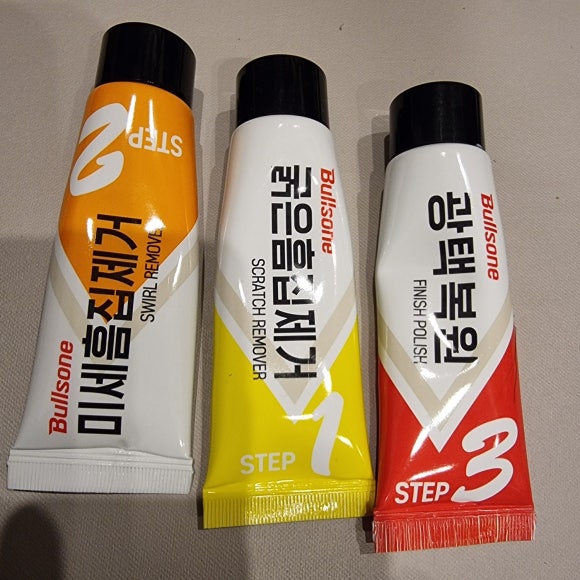 STEP 2
Bullsone
미세흠집제거
SWIRL REMOVER
Bullsone
굵은흠집제거
SCRATCH REMOVER
STEP 1
Bullsone
광택복원
FINISH POLISH
STEP 3